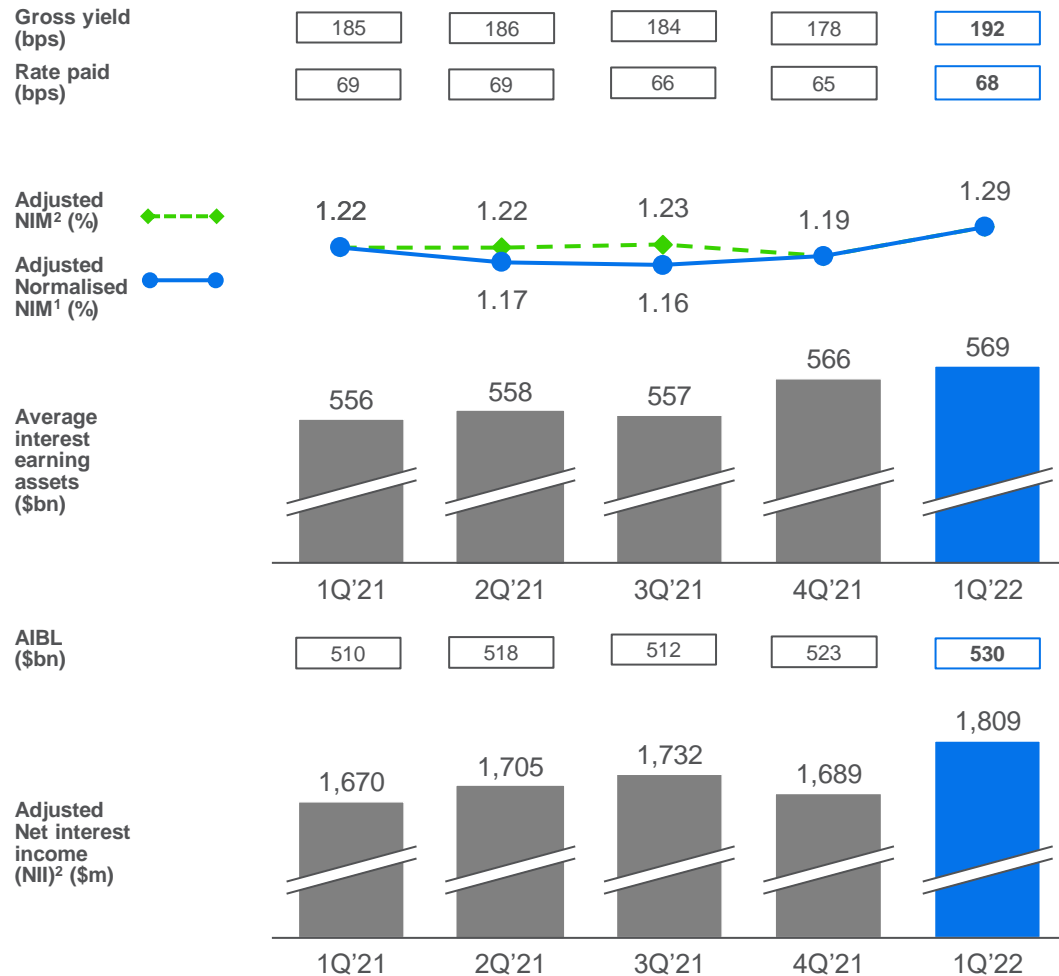 Gross yield
(bps)
185 186 184 178 192
Rate paid
(bps)
69 69 66 65 68
Adjusted
NIM² (%)
1.22 1.22 1.23 1.19 1.29
Adjusted
Normalised
NIM¹ (%)
1.17 1.16
Average
interest
earning
assets
($bn)
556 558 557 566 569
1Q'21 2Q'21 3Q'21 4Q'21 1Q'22
AIBL
($bn)
510 518 512 523 530
Adjusted
Net interest
income
(NII)² ($m)
1,670 1,705 1,732 1,689 1,809
1Q'21 2Q'21 3Q'21 4Q'21 1Q'22